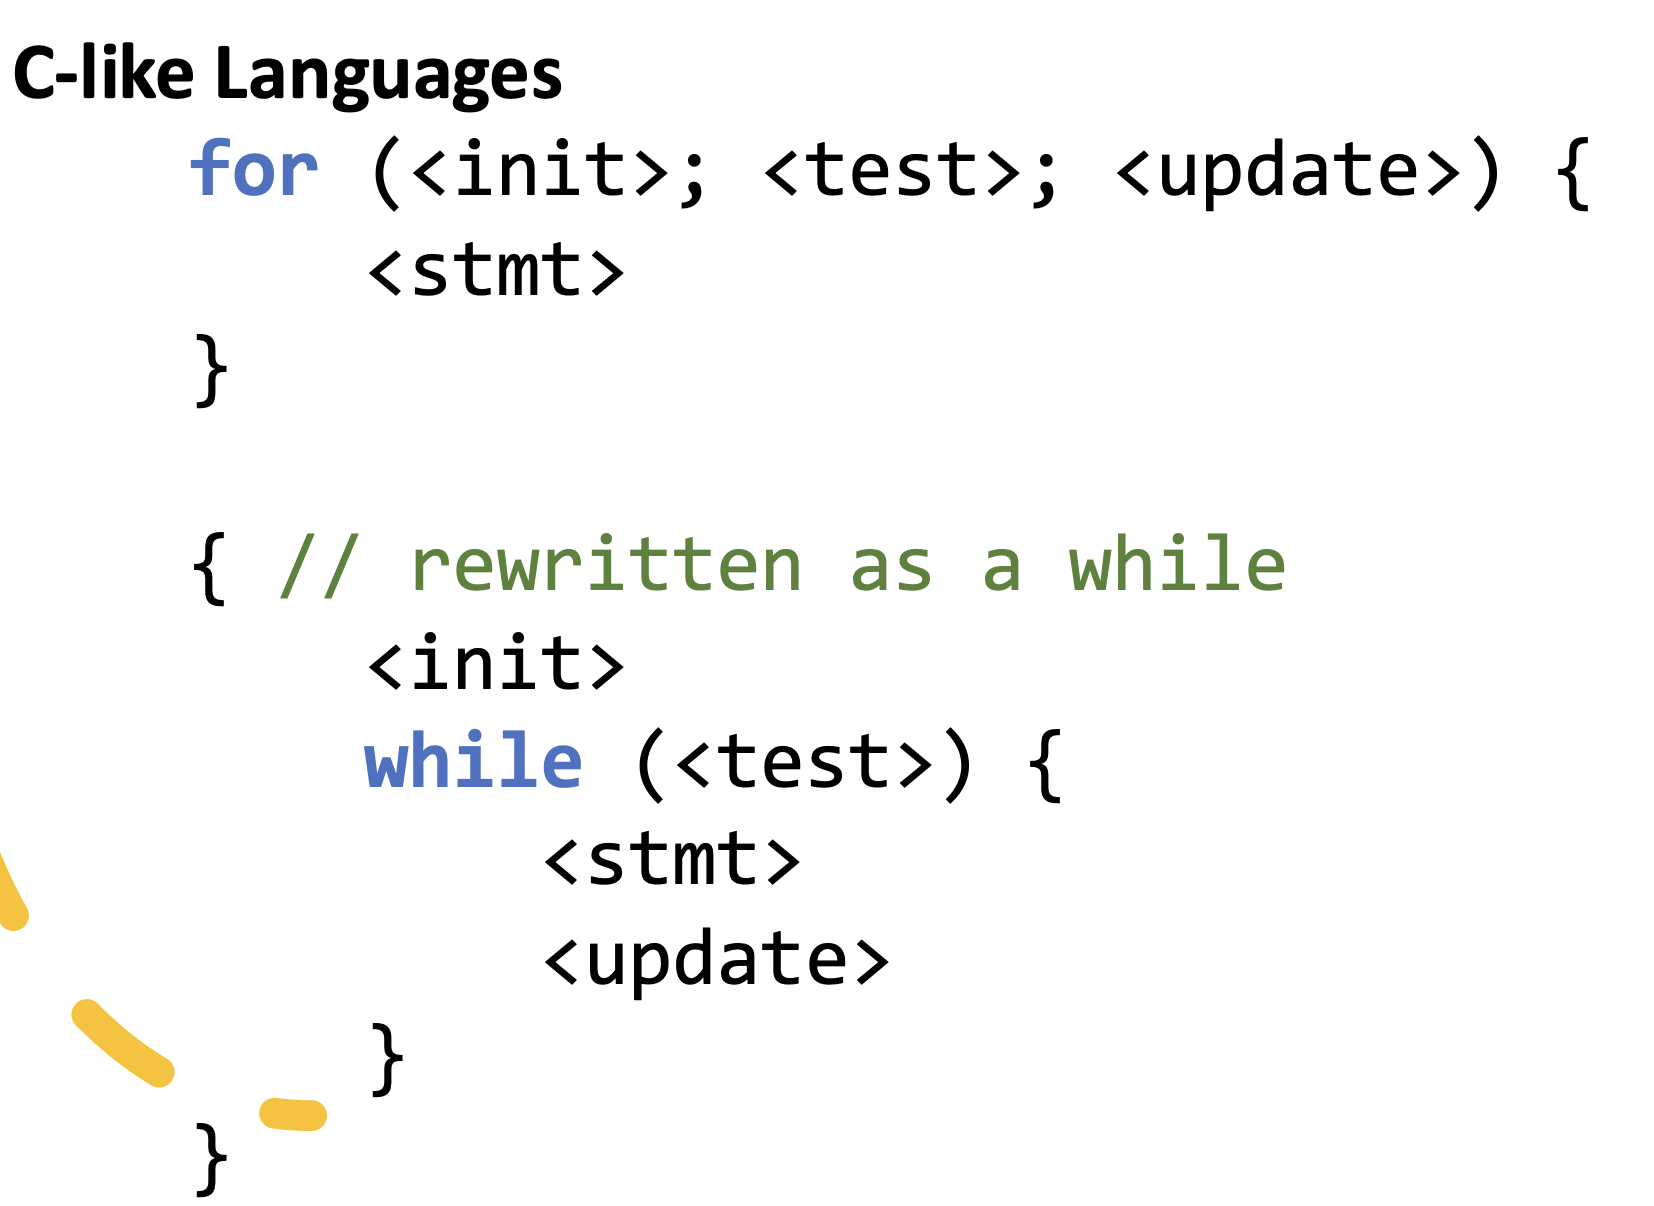 C-like Languages
for (<init>; <test>; <update>) {
<stmt>
}
{ // rewritten as a while
<init>
while (<test>) {
<stmt>
<update>
}
}